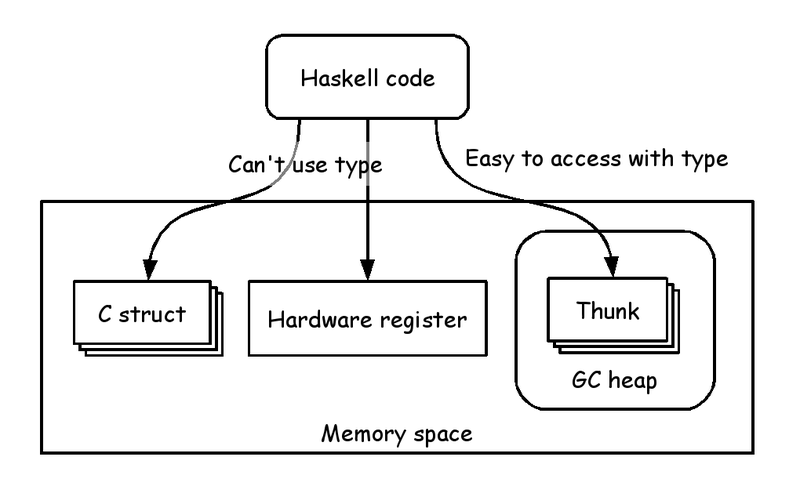 Haskell code
Can't use type
Easy to access with type
C struct
Hardware register
Thunk
GC heap
Memory space